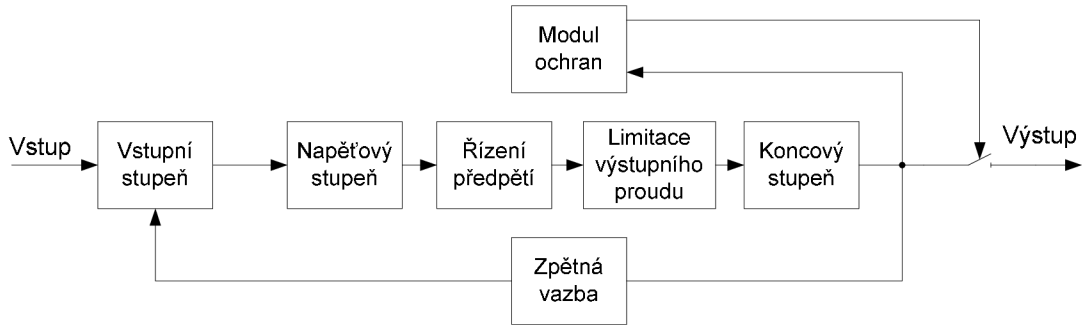 Modul
ochran
Vstup
Vstupní
stupeň
Napěťový
stupeň
Řízení
předpětí
Limitace
výstupního
proudu
Koncový
stupeň
Výstup
Zpětná
vazba